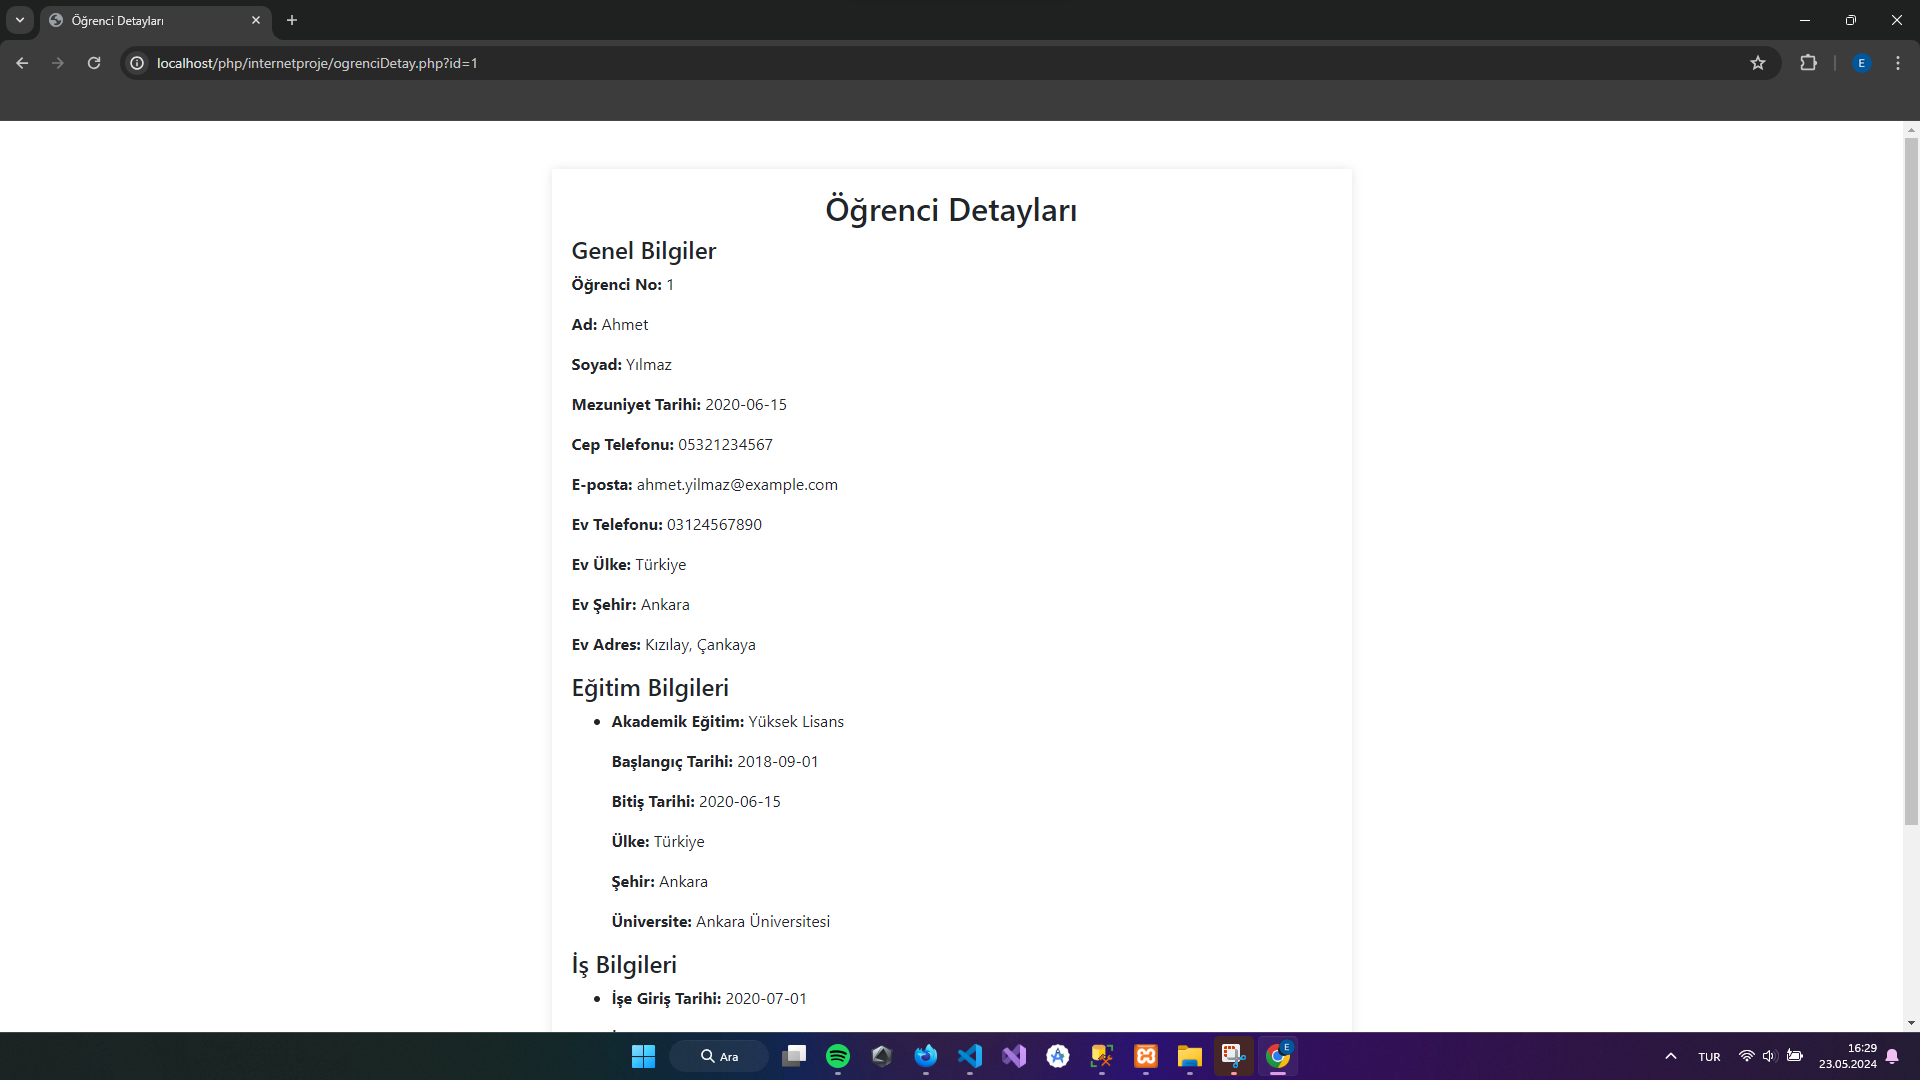 Öğrenci Detayları
localhost/php/internetproje/ogrenciDetay.php?id=1
E
Öğrenci Detayları
Genel Bilgiler
Öğrenci No: 1
Ad: Ahmet
Soyad: Yılmaz
Mezuniyet Tarihi: 2020-06-15
Cep Telefonu: 05321234567
E-posta: ahmet.yilmaz@example.com
Ev Telefonu: 03124567890
Ev Ülke: Türkiye
Ev Şehir: Ankara
Ev Adres: Kızılay, Çankaya
Eğitim Bilgileri
• Akademik Eğitim: Yüksek Lisans
Başlangıç Tarihi: 2018-09-01
Bitiş Tarihi: 2020-06-15
Ülke: Türkiye
Şehir: Ankara
Üniversite: Ankara Üniversitesi
İş Bilgileri
• İşe Giriş Tarihi: 2020-07-01
Ara
E
TUR
16:29
23.05.2024